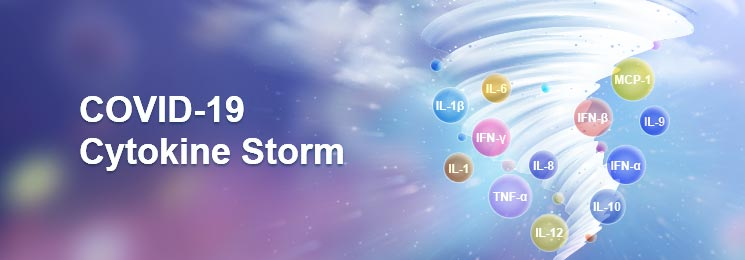 COVID-19
Cytokine Storm
MCP-1
IL-6
IL-1β
IFN-β
IL-9
IFN-γ
IL-1
IL-8
IFN-α
TNF-α
IL-10
IL-12